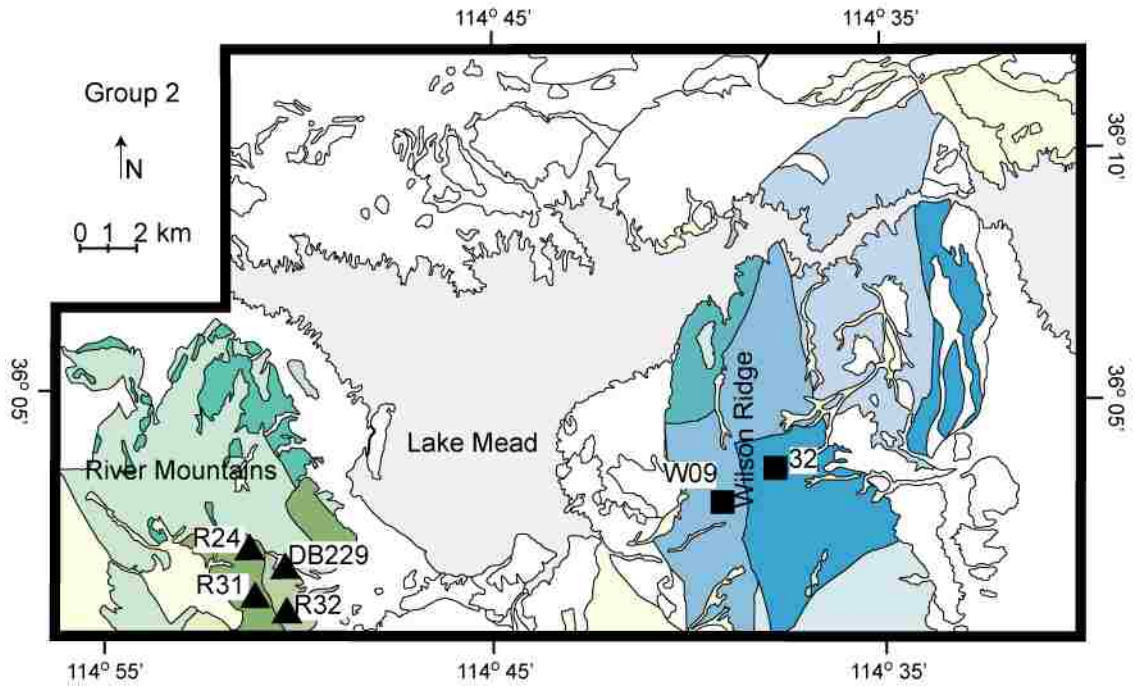 114° 45'
114° 35'
Group 2
N
0 1 2 km
36° 10'
36° 05'
36° 05'
Wilson Ridge
Lake Mead
River Mountains
32
W09
R24
DB229
R31
R32
114° 55'
114° 45'
114° 35'